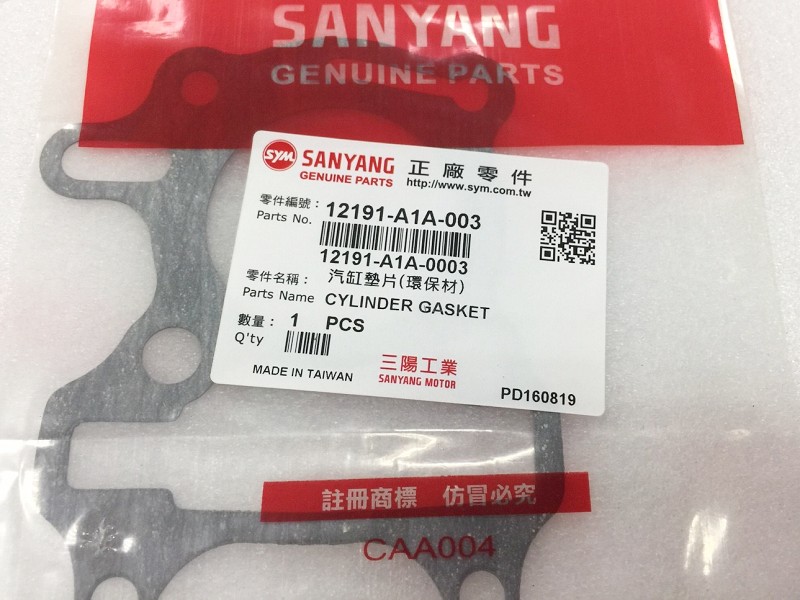 SANYANG
GENUINE PARTS
SYM SANYANG 正廠零件
GENUINE PARTS http://www.sym.com.tw
零件編號：
Parts No. 12191-A1A-003
12191-A1A-0003
零件名稱： 汽缸墊片(環保材)
Parts Name CYLINDER GASKET
數量： 1 PCS
Q'ty
MADE IN TAIWAN
三陽工業
SANYANG MOTOR
PD160819
註冊商標 仿冒必究
CAA004